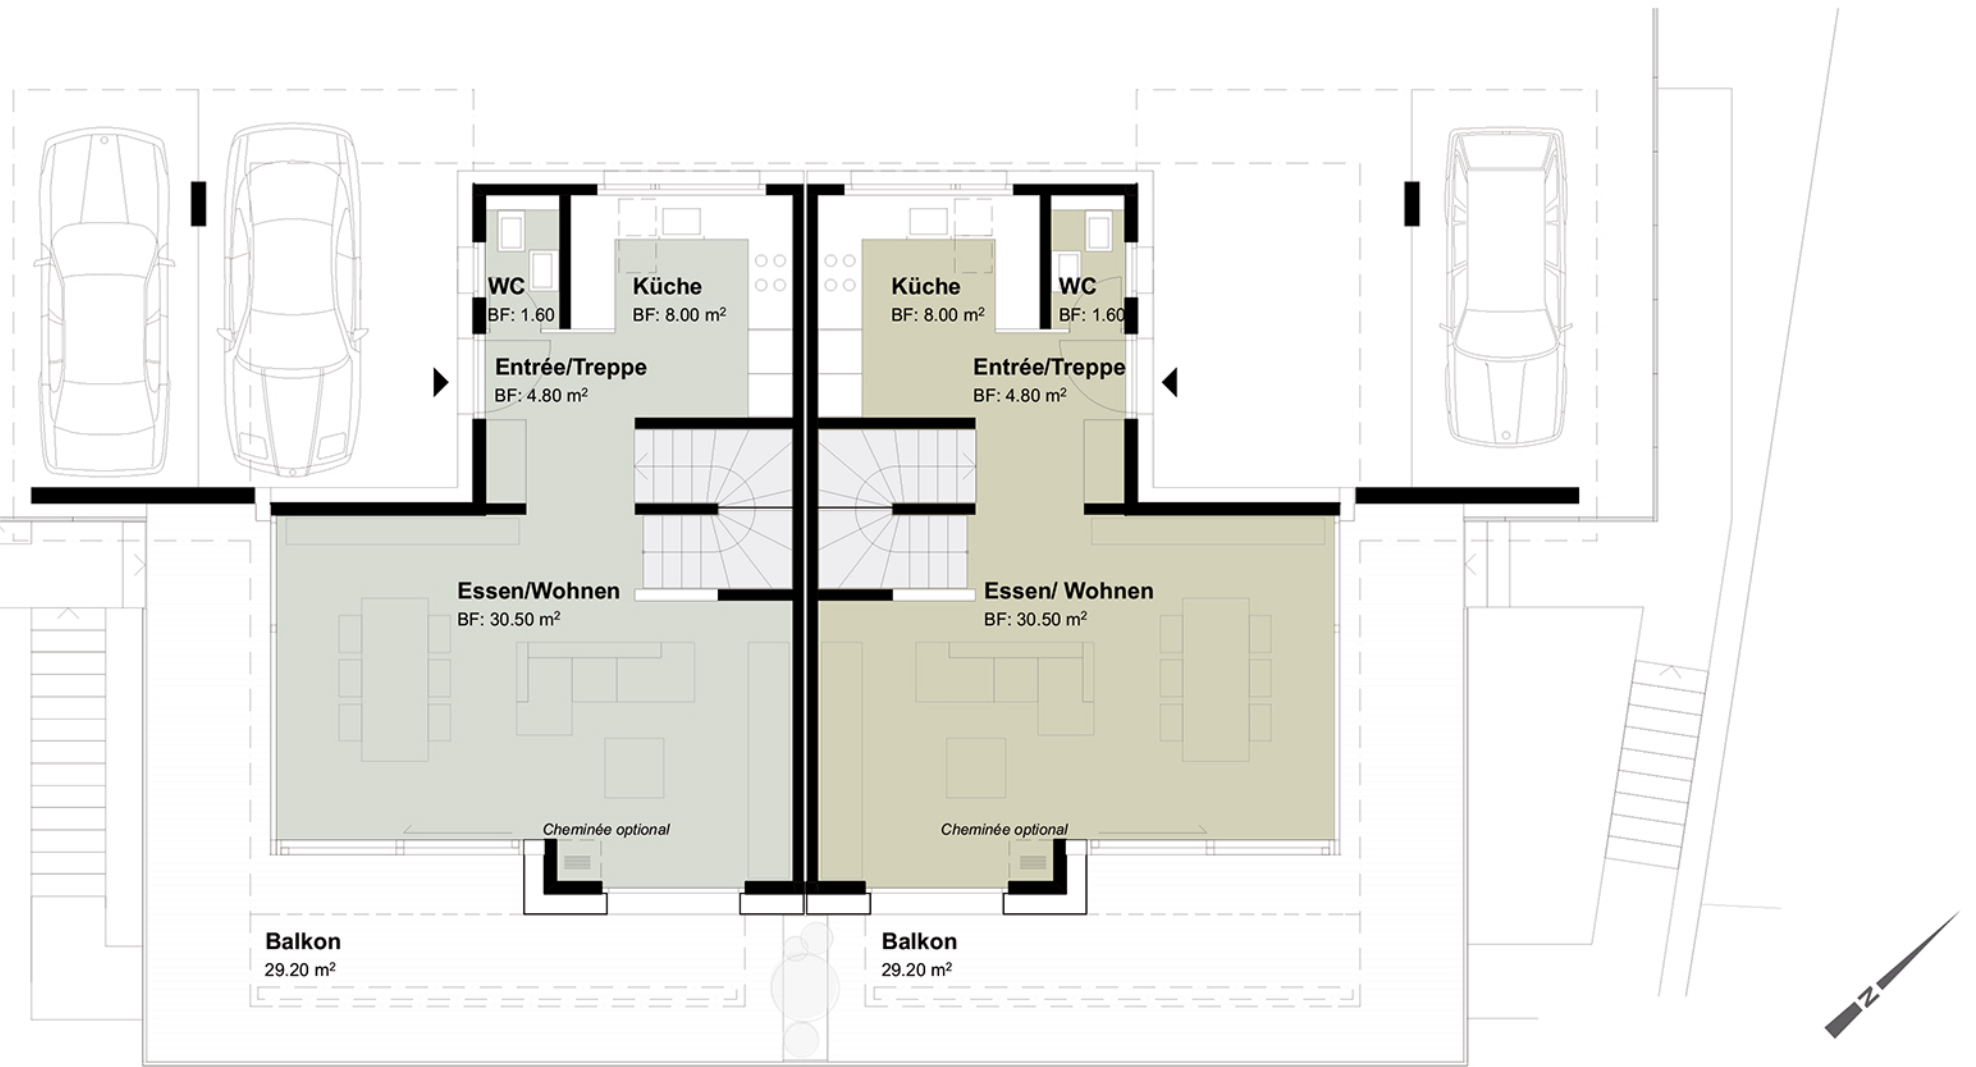 WC
BF: 1.60
Küche
BF: 8.00 m²
Küche
BF: 8.00 m²
WC
BF: 1.60
Entrée/Treppe
BF: 4.80 m²
Entrée/Treppe
BF: 4.80 m²
Essen/Wohnen
BF: 30.50 m²
Essen/ Wohnen
BF: 30.50 m²
Cheminée optional
Cheminée optional
Balkon
29.20 m²
Balkon
29.20 m²
N